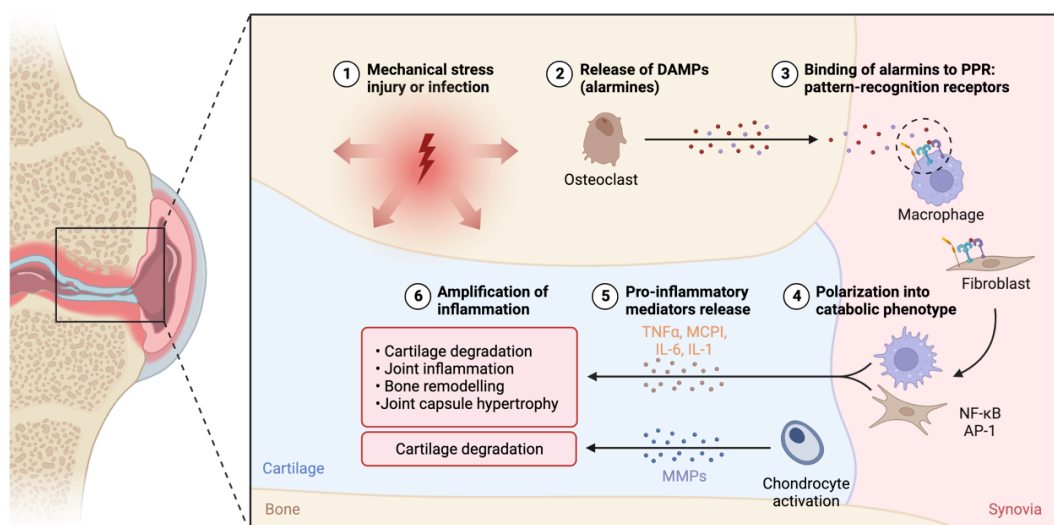 1 Mechanical stress
injury or infection
2 Release of DAMPs
(alarmines)
3 Binding of alarmins to PPR:
pattern-recognition receptors
Osteoclast
Macrophage
Fibroblast
4 Polarization into
catabolic phenotype
NF-κB
AP-1
5 Pro-inflammatory
mediators release
TNFα, MCPI,
IL-6, IL-1
6 Amplification of
inflammation
• Cartilage degradation
• Joint inflammation
• Bone remodelling
•Joint capsule hypertrophy
Cartilage degradation
MMPs
Chondrocyte
activation
Cartilage
Bone
Synovia